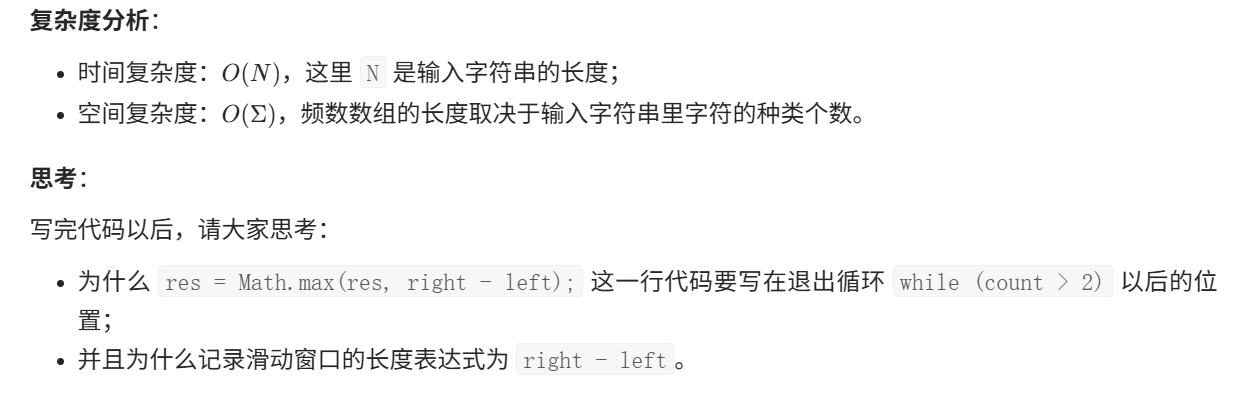 复杂度分析：
• 时间复杂度：O(N)，这里 N 是输入字符串的长度；
• 空间复杂度：O(Σ)，频数数组的长度取决于输入字符串里字符的种类个数。
思考：
写完代码以后，请大家思考：
• 为什么 res = Math.max(res, right - left); 这一行代码要写在退出循环 while (count > 2) 以后的位
置；
• 并且为什么记录滑动窗口的长度表达式为 right - left 。